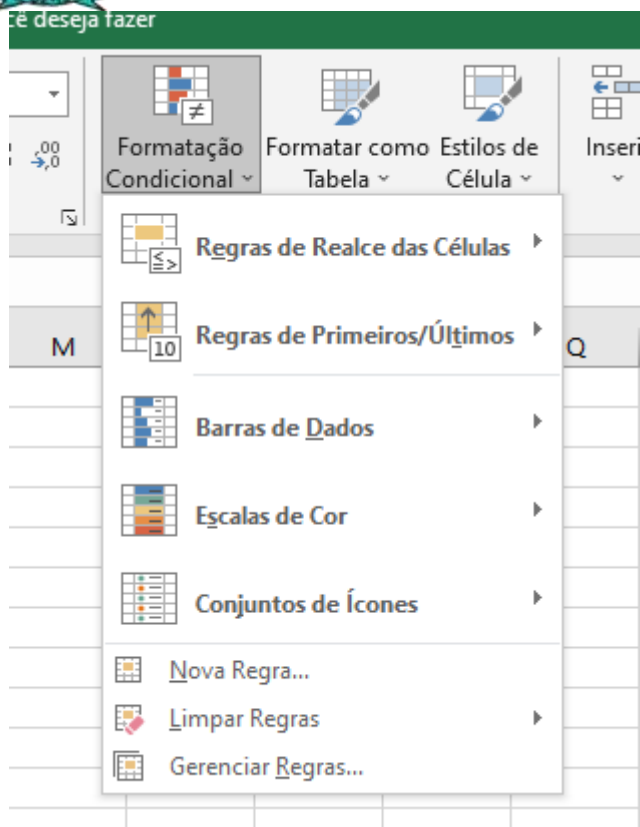 cê deseja fazer
Formatação Condicional
Formatar como Tabela
Estilos de Célula
Inseri
,00
,0
Regras de Realce das Células
Regras de Primeiros/Últimos
10
M
Q
Barras de Dados
Escalas de Cor
Conjuntos de Ícones
Nova Regra...
Limpar Regras
Gerenciar Regras...